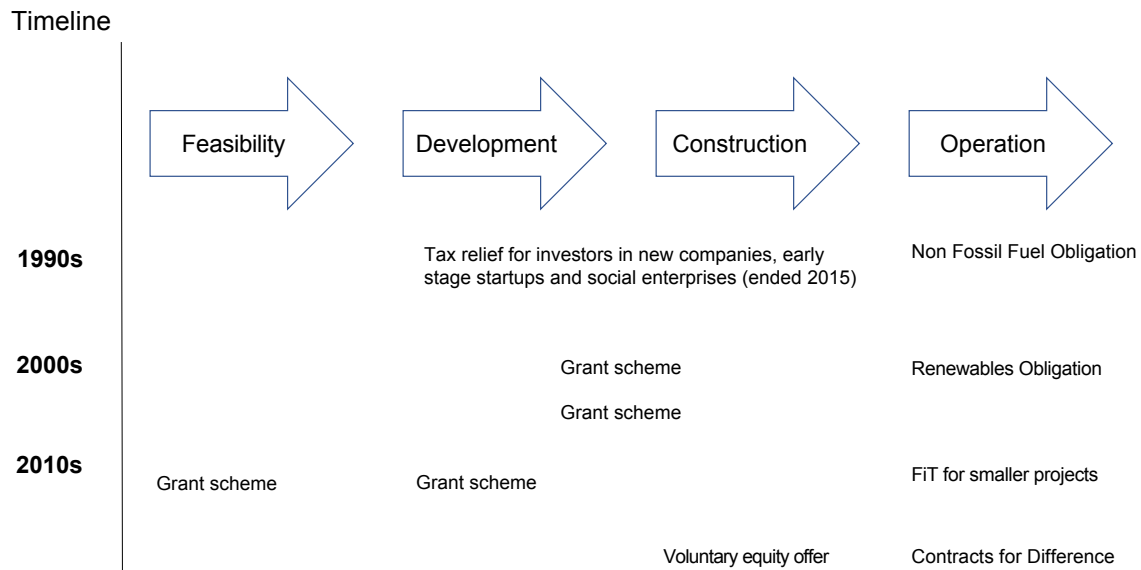 Timeline
Feasibility
Development
Construction
Operation
1990s
Tax relief for investors in new companies, early
stage startups and social enterprises (ended 2015)
Non Fossil Fuel Obligation
2000s
Grant scheme
Renewables Obligation
Grant scheme
2010s
Grant scheme
Grant scheme
FiT for smaller projects
Voluntary equity offer
Contracts for Difference